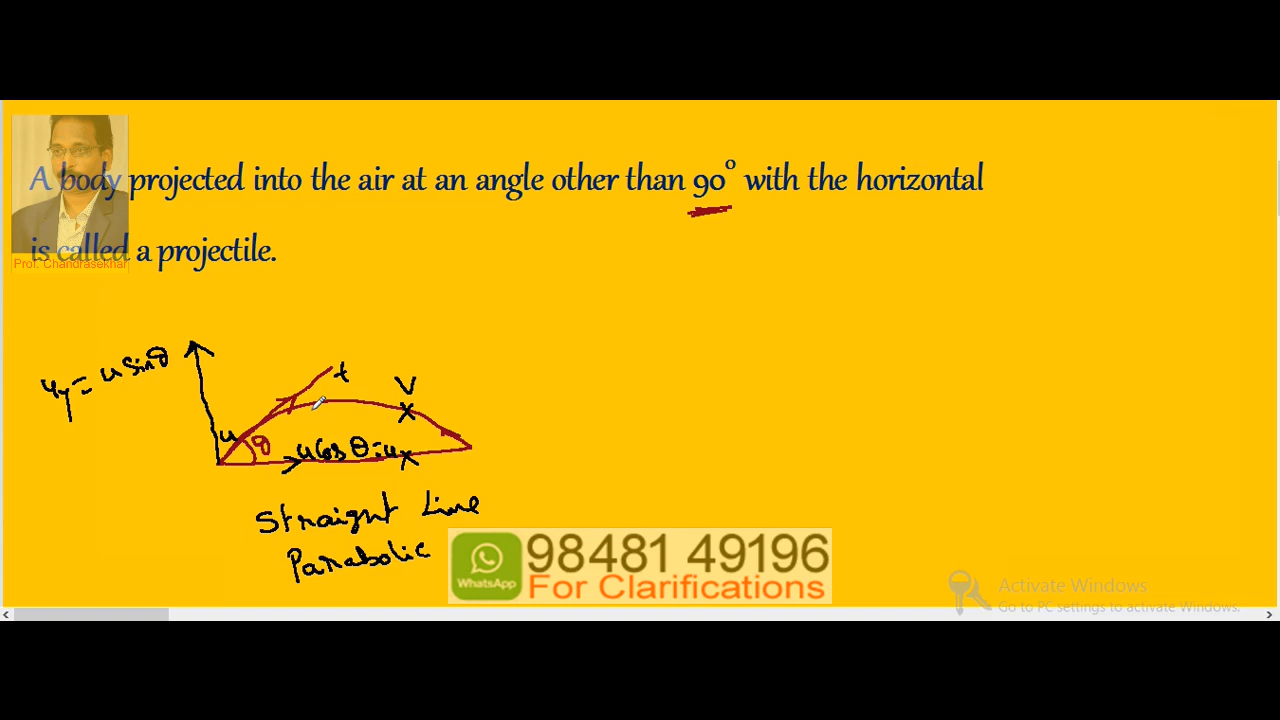 A body projected into the air at an angle other than 90° with the horizontal
is called a projectile.
Prof. Chandrasekhar
uy = u sinθ
t
V
u
θ
u Cos θ = u
Straight Line
Parabolic
WhatsApp
98481 49196
For Clarifications
Activate Windows
Go to PC settings to activate Windows.